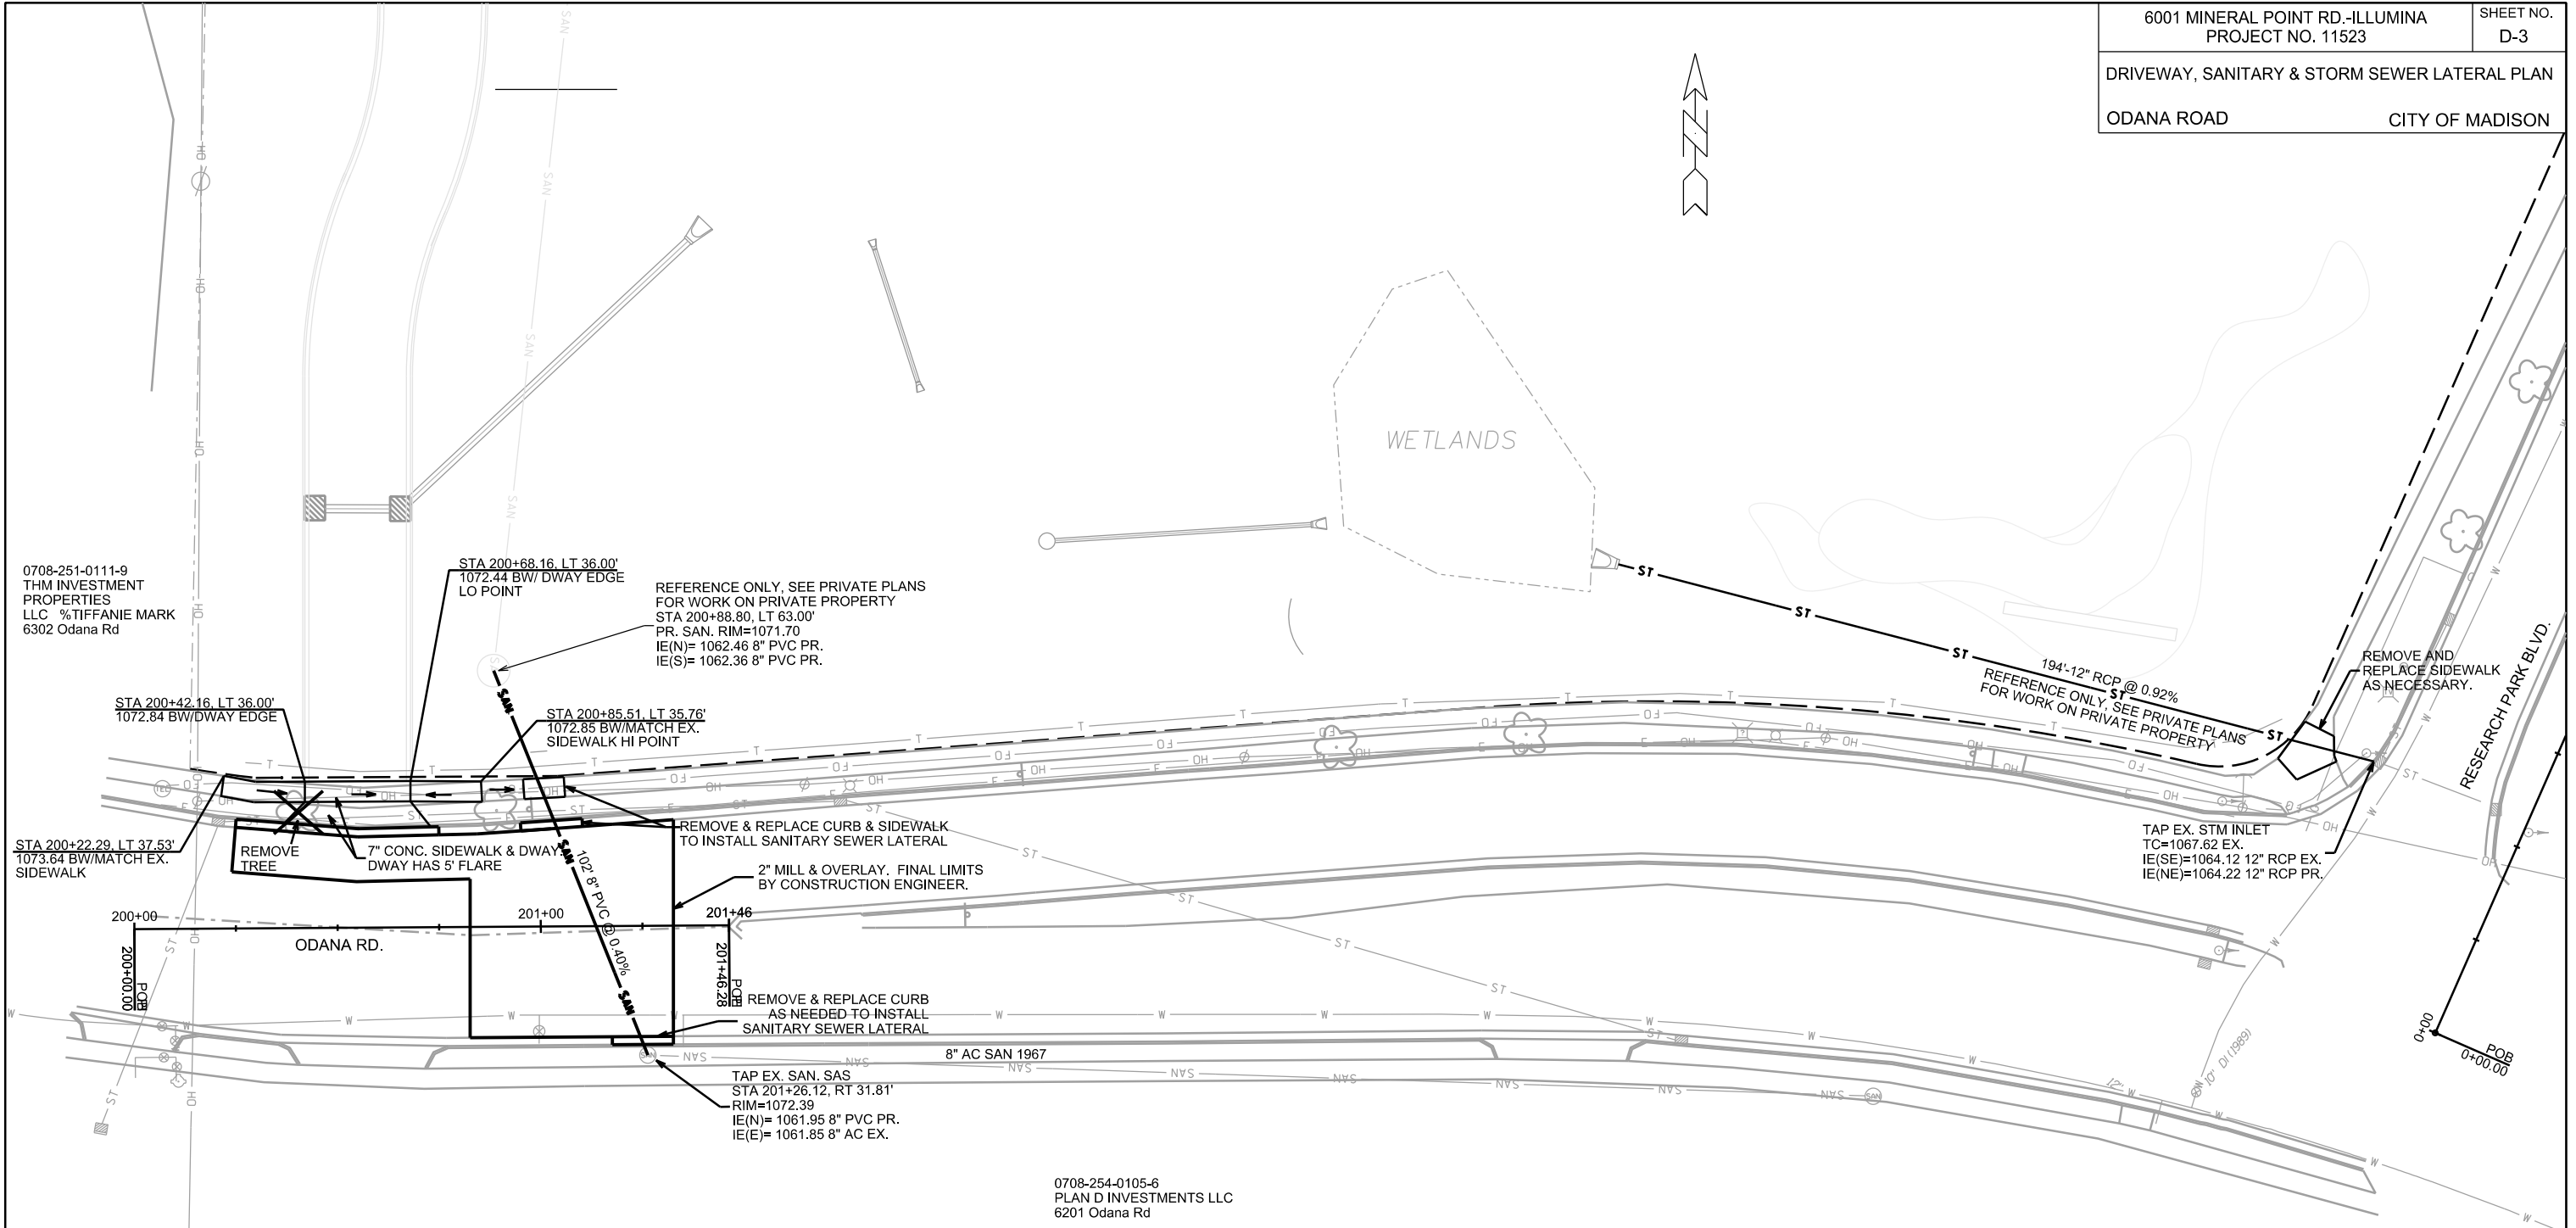 6001 MINERAL POINT RD.-ILLUMINA
PROJECT NO. 11523
SHEET NO.
D-3
DRIVEWAY, SANITARY & STORM SEWER LATERAL PLAN
ODANA ROAD
CITY OF MADISON
WETLANDS
0708-251-0111-9
THM INVESTMENT
PROPERTIES
LLC %TIFFANIE MARK
6302 Odana Rd
STA 200+68.16, LT 36.00'
1072.44 BW/ DWAY EDGE
LO POINT
REFERENCE ONLY, SEE PRIVATE PLANS
FOR WORK ON PRIVATE PROPERTY
STA 200+88.80, LT 63.00'
PR. SAN. RIM=1071.70
IE(N)= 1062.46 8" PVC PR.
IE(S)= 1062.36 8" PVC PR.
STA 200+42.16, LT 36.00'
1072.84 BW/DWAY EDGE
STA 200+85.51, LT 35.76'
1072.85 BW/MATCH EX.
SIDEWALK HI POINT
STA 200+22.29, LT 37.53'
1073.64 BW/MATCH EX.
SIDEWALK
REMOVE
TREE
7" CONC. SIDEWALK & DWAY.
DWAY HAS 5' FLARE
REMOVE & REPLACE CURB & SIDEWALK
TO INSTALL SANITARY SEWER LATERAL
2" MILL & OVERLAY. FINAL LIMITS
BY CONSTRUCTION ENGINEER.
102' 8" PVC @ 0.40%
SAN
SAN
SAN
200+00
201+00
201+46
ODANA RD.
POB
200+00.00
POE
201+46.28
REMOVE & REPLACE CURB
AS NEEDED TO INSTALL
SANITARY SEWER LATERAL
8" AC SAN 1967
TAP EX. SAN. SAS
STA 201+26.12, RT 31.81'
RIM=1072.39
IE(N)= 1061.95 8" PVC PR.
IE(E)= 1061.85 8" AC EX.
ST
ST
ST
ST
ST
194'-12" RCP @ 0.92%
REFERENCE ONLY, SEE PRIVATE PLANS
FOR WORK ON PRIVATE PROPERTY
REMOVE AND
REPLACE SIDEWALK
AS NECESSARY.
RESEARCH PARK BLVD.
TAP EX. STM INLET
TC=1067.62 EX.
IE(SE)=1064.12 12" RCP EX.
IE(NE)=1064.22 12" RCP PR.
0+00
POB
0+00.00
10" DI (1989)
12"
0708-254-0105-6
PLAN D INVESTMENTS LLC
6201 Odana Rd